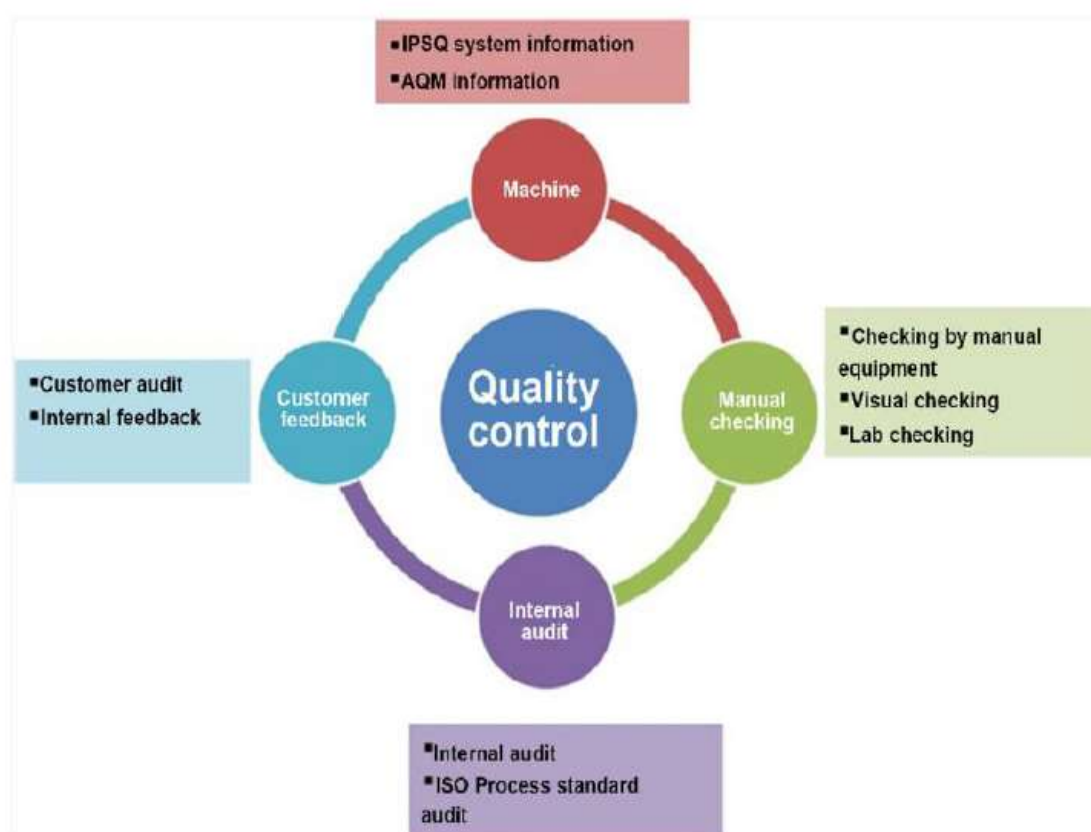 ▪IPSQ system information
▪AQM Information
Machine
▪Checking by manual
equipment
▪Visual checking
▪Lab checking
Manual
checking
Quality
control
Customer
feedback
▪Customer audit
▪Internal feedback
Internal
audit
▪Internal audit
▪ISO Process standard
audit